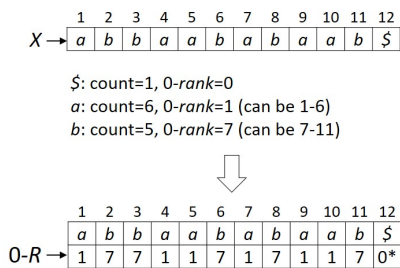 1 2 3 4 5 6 7 8 9 10 11 12
X a b b a a b a b a a b $
$: count=1, 0-rank=0
a: count=6, 0-rank=1 (can be 1-6)
b: count=5, 0-rank=7 (can be 7-11)
1 2 3 4 5 6 7 8 9 10 11 12
a b b a a b a b a a b $
0-R 1 7 7 1 1 7 1 7 1 1 7 0*